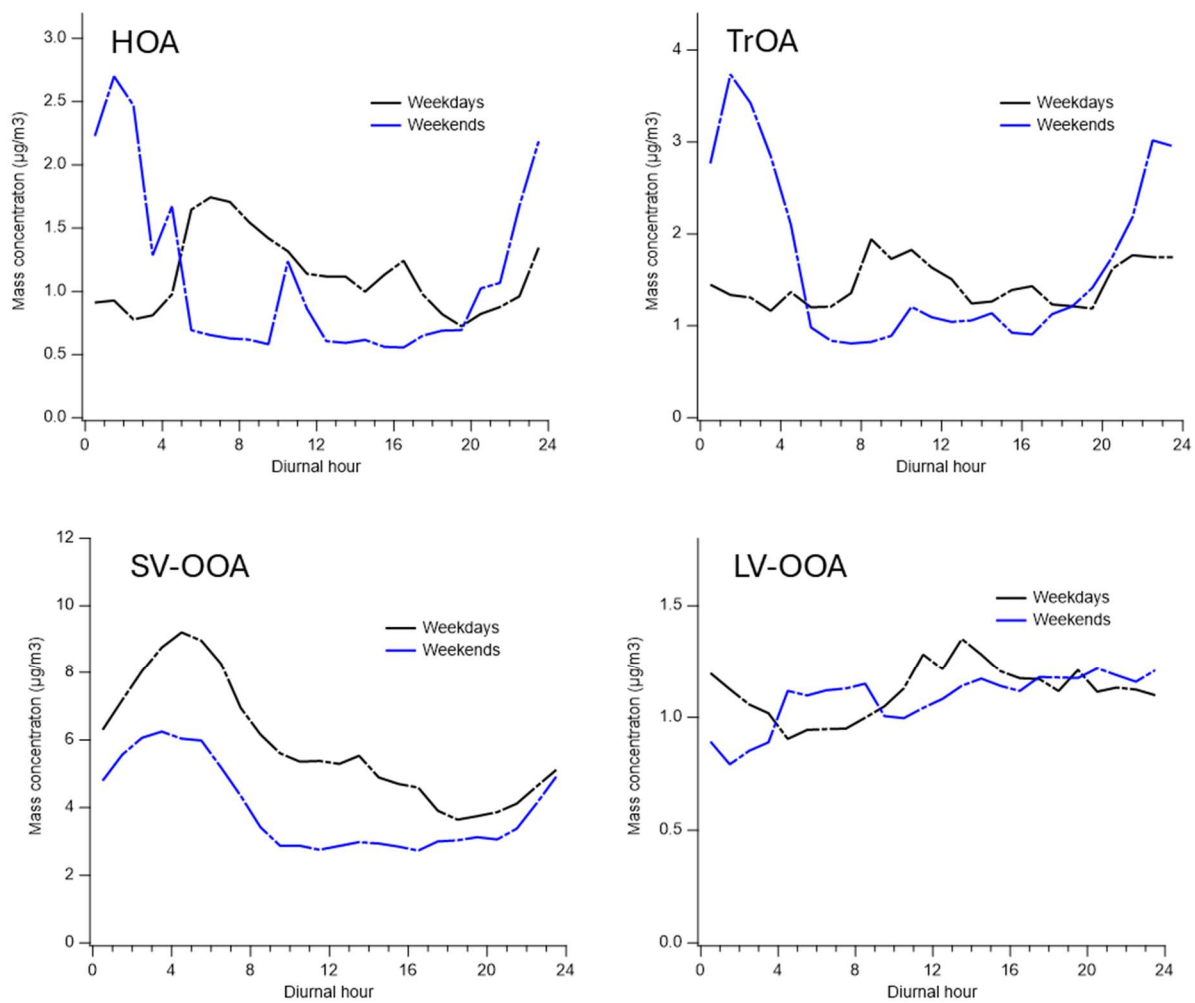 HOA
3.0
2.5
2.0
1.5
1.0
0.5
0.0
Mass concentraton (µg/m3)
Weekdays
Weekends
0 4 8 12 16 20 24
Diurnal hour
TrOA
4
3
2
1
0
Mass concentraton (µg/m3)
Weekdays
Weekends
0 4 8 12 16 20 24
Diurnal hour
SV-OOA
12
10
8
6
4
2
0
Mass concentraton (µg/m3)
Weekdays
Weekends
0 4 8 12 16 20 24
Diurnal hour
LV-OOA
1.5
1.0
0.5
0.0
Mass concentraton (µg/m3)
Weekdays
Weekends
0 4 8 12 16 20 24
Diurnal hour